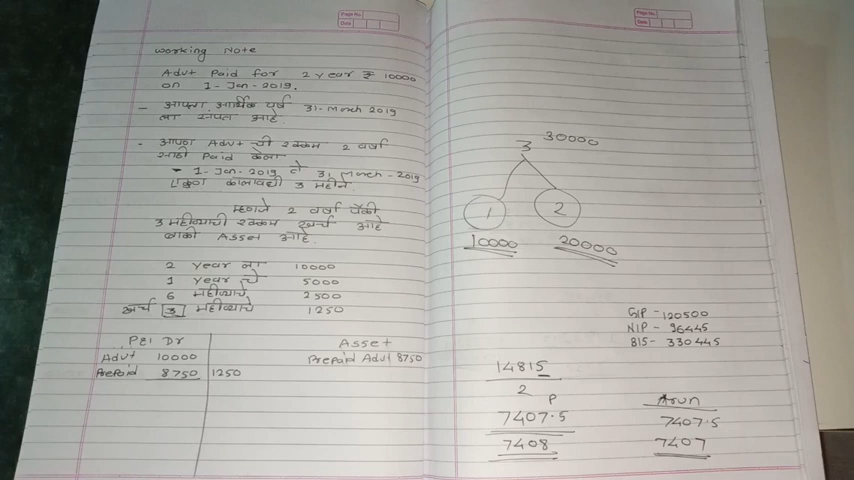 Page No.
Date
Working Note
Advt Paid for 2 year ₹ 10000
on 1-Jan-2019.
- आपला आर्थिक वर्ष 31-March 2019
ला संपत आहे.
- आपण Advt ची रक्कम 2 वर्षा
साठी Paid केला
- 1-Jan-2019 ते 31, March-2019
एकुण कालावधी 3 महीने
म्हणजे 2 वर्षा पैकी
3 महीन्याची रक्कम खर्च आहे
बाकी Asset आहे.
2 year ला 10000
1 year चे 5000
6 महीन्याचे 2500
खर्च 3 महीन्याचे 1250
P&l Dr
Advt 10000
Prepaid 8750 1250
Asset
Prepaid Advt 8750
Page No.
Date
3 30000
1 2
10000 20000
G|P - 120500
N|P - 96445
B|S - 330445
14815
2
P
7407.5
7408
Arun
7407.5
7407